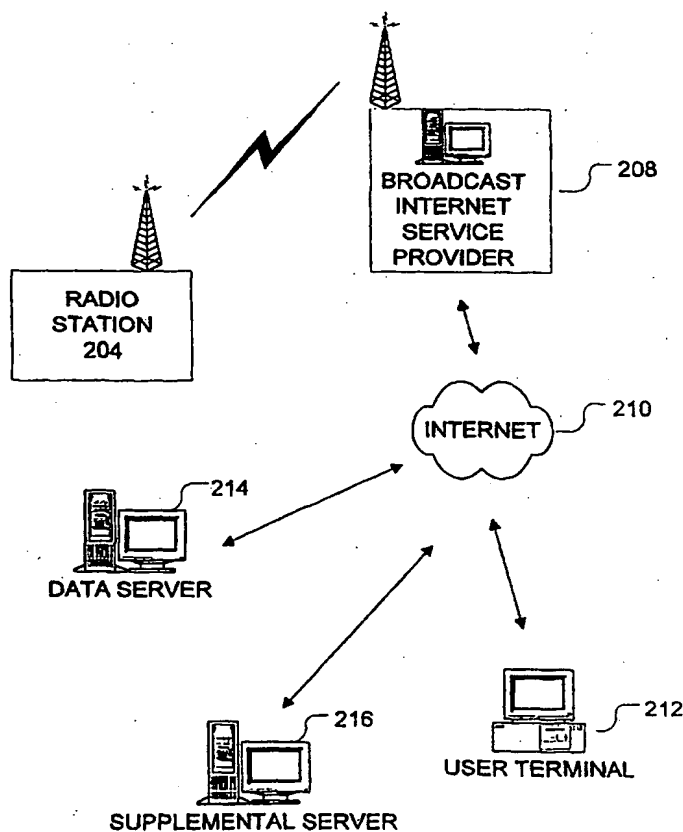 BROADCAST
INTERNET
SERVICE
PROVIDER
208
RADIO
STATION
204
INTERNET
210
214
DATA SERVER
216
SUPPLEMENTAL SERVER
212
USER TERMINAL